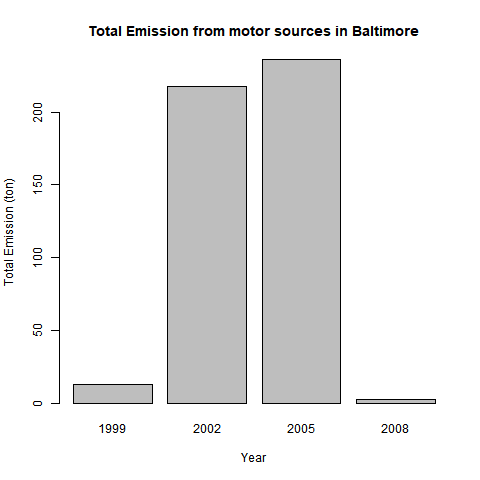 Total Emission from motor sources in Baltimore
Total Emission (ton)
200
150
100
50
0
1999 2002 2005 2008
Year